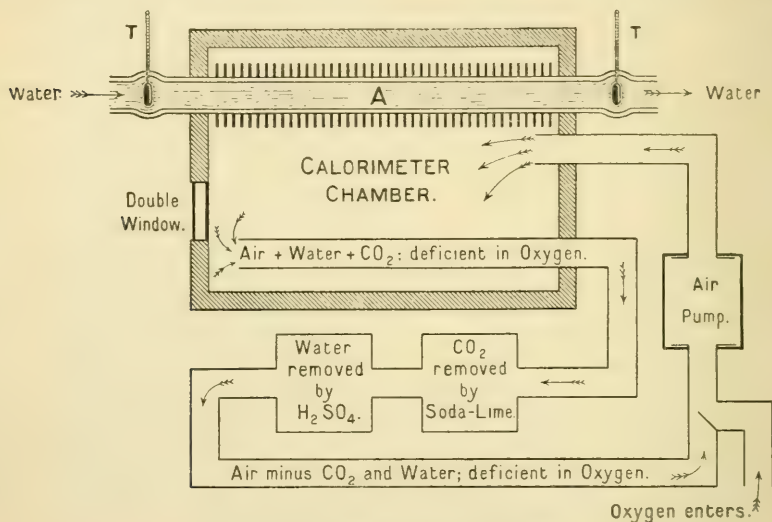 T
T
Water
A
Water
CALORIMETER
CHAMBER.
Double
Window.
Air + Water + CO₂: deficient in Oxygen.
Air
Pump.
Water
removed
by
H₂SO₄.
CO₂
removed
by
Soda-Lime.
Air minus CO₂ and Water; deficient in Oxygen.
Oxygen enters.